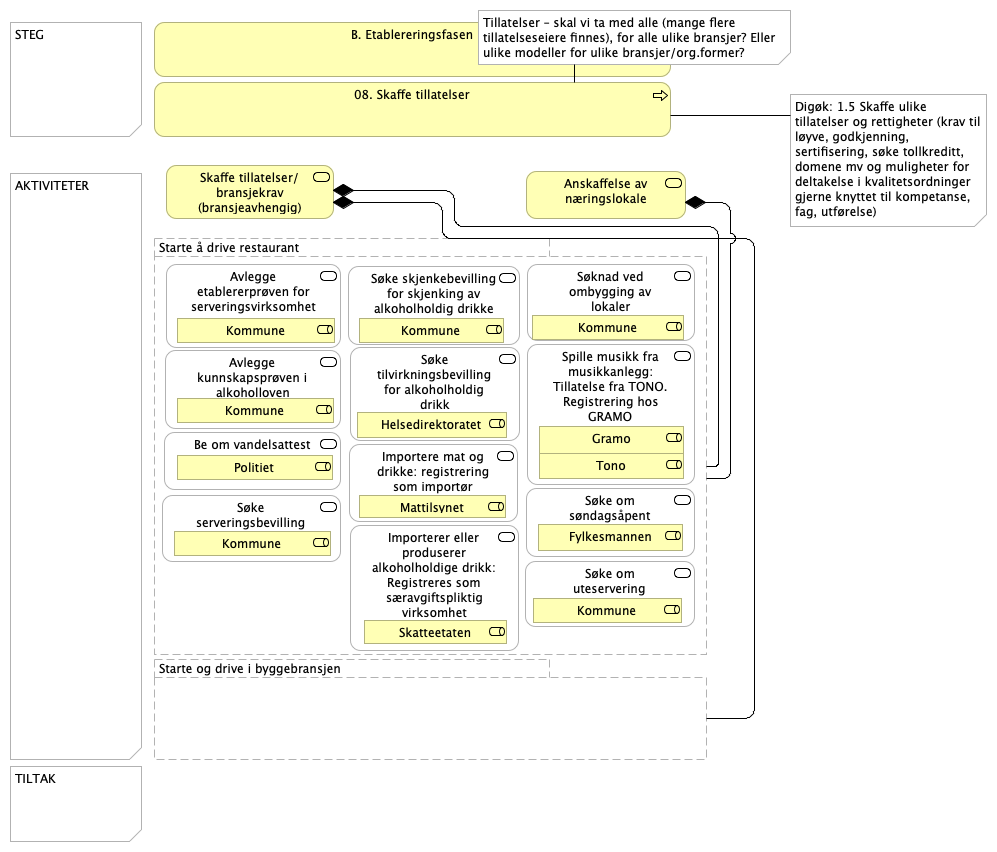 STEG
B. Etablereringsfasen
Tillatelser – skal vi ta med alle (mange flere
tillatelseseiere finnes), for alle ulike bransjer? Eller
ulike modeller for ulike bransjer/org.former?
08. Skaffe tillatelser
Digøk: 1.5 Skaffe ulike
tillatelser og rettigheter (krav til
løyve, godkjenning,
sertifisering, søke tollkreditt,
domene mv og muligheter for
deltakelse i kvalitetsordninger
gjerne knyttet til kompetanse,
fag, utførelse)
AKTIVITETER
Skaffe tillatelser/
bransjekrav
(bransjeavhengig)
Anskaffelse av
næringslokale
Starte å drive restaurant
Avlegge
etablererprøven for
serveringsvirksomhet
Kommune
Avlegge
kunnskapsprøven i
alkoholloven
Kommune
Be om vandelsattest
Politiet
Søke
serveringsbevilling
Kommune
Søke skjenkebevilling
for skjenking av
alkoholholdig drikke
Kommune
Søke
tilvirkningsbevilling
for alkoholholdig
drikk
Helsedirektoratet
Importere mat og
drikke: registrering
som importør
Mattilsynet
Importerer eller
produserer
alkoholholdige drikk:
Registreres som
særavgiftspliktig
virksomhet
Skatteetaten
Søknad ved
ombygging av
lokaler
Kommune
Spille musikk fra
musikkanlegg:
Tillatelse fra TONO.
Registrering hos
GRAMO
Gramo
Tono
Søke om
søndagsåpent
Fylkesmannen
Søke om
uteservering
Kommune
Starte og drive i byggebransjen
TILTAK